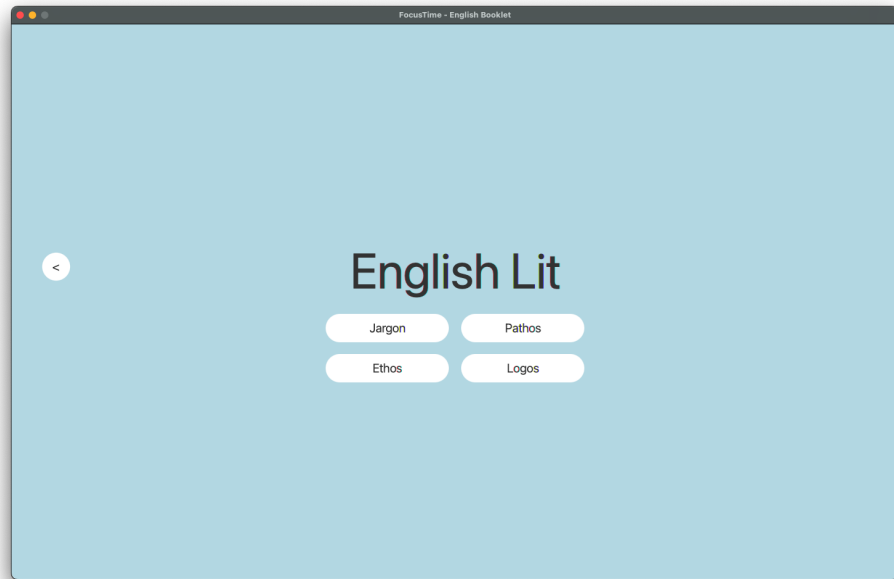 FocusTime - English Booklet
<
English Lit
Jargon Pathos
Ethos Logos